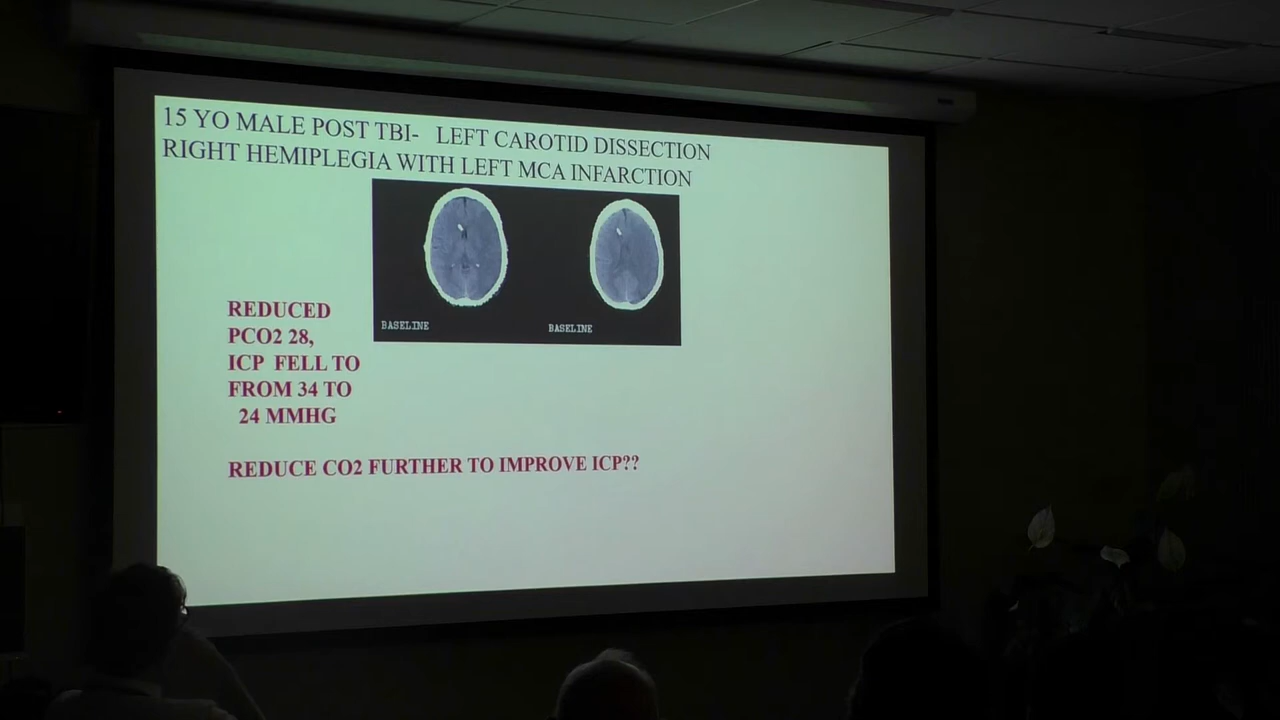 15 YO MALE POST TBI- LEFT CAROTID DISSECTION
RIGHT HEMIPLEGIA WITH LEFT MCA INFARCTION
BASELINE
BASELINE
REDUCED
PCO2 28,
ICP FELL TO
FROM 34 TO
24 MMHG
REDUCE CO2 FURTHER TO IMPROVE ICP??